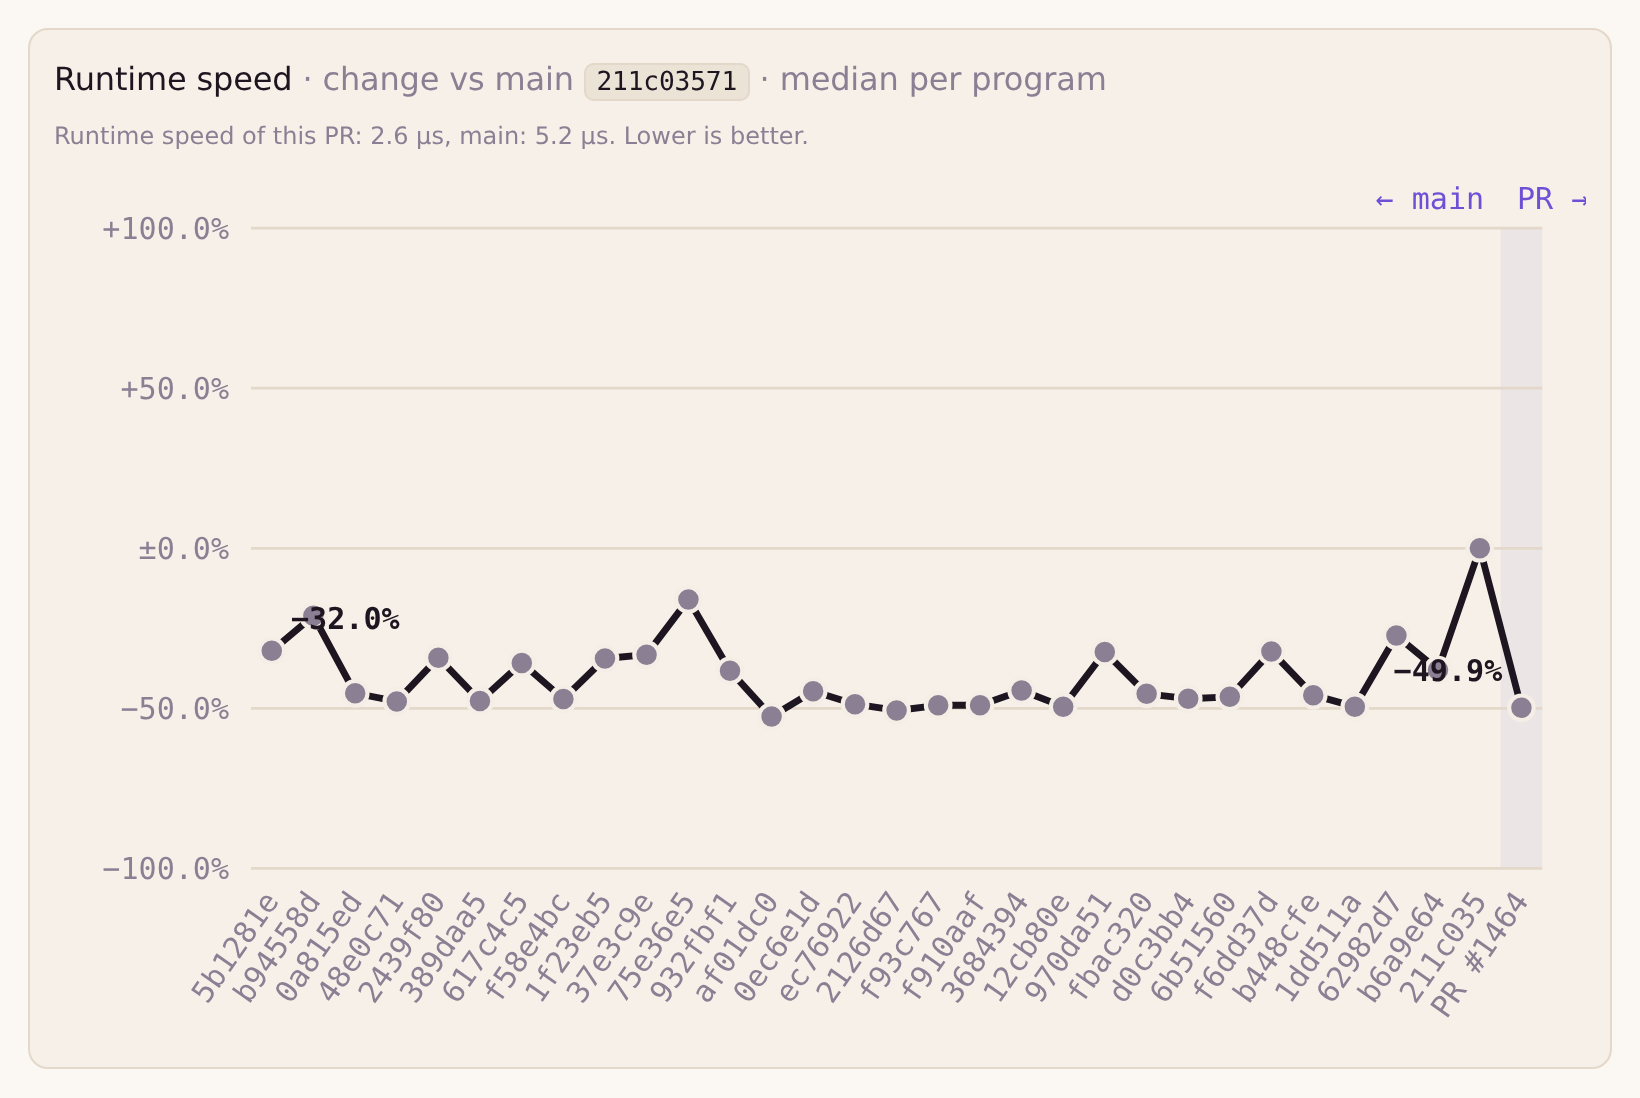 Runtime speed · change vs main 211c03571 · median per program
Runtime speed of this PR: 2.6 µs, main: 5.2 µs. Lower is better.
← main PR →
+100.0%
+50.0%
±0.0%
−50.0%
−100.0%
−32.0%
−49.9%
5b1281e
b94558d
0a815ed
48e0c71
2439f80
389daa5
617c4c5
f58e4bc
1f23eb5
37e3c9e
75e36e5
932fbf1
af01dc0
0ec6e1d
ec76922
2126d67
f93c767
f910aaf
3684394
12cb80e
970da51
fbac320
d0c3bb4
6b51560
f6dd37d
b448cfe
1dd511a
62982d7
b6a9e64
211c035
PR #1464